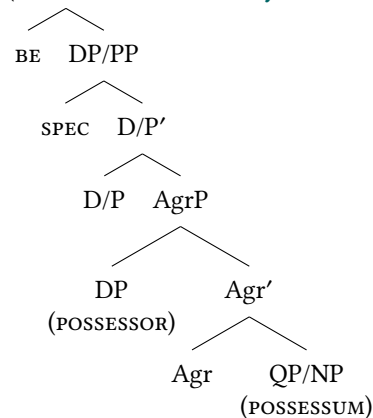 BE DP/PP
SPEC D/P′
D/P AgrP
DP Agr′
(POSSESSOR)
Agr QP/NP
(POSSESSUM)